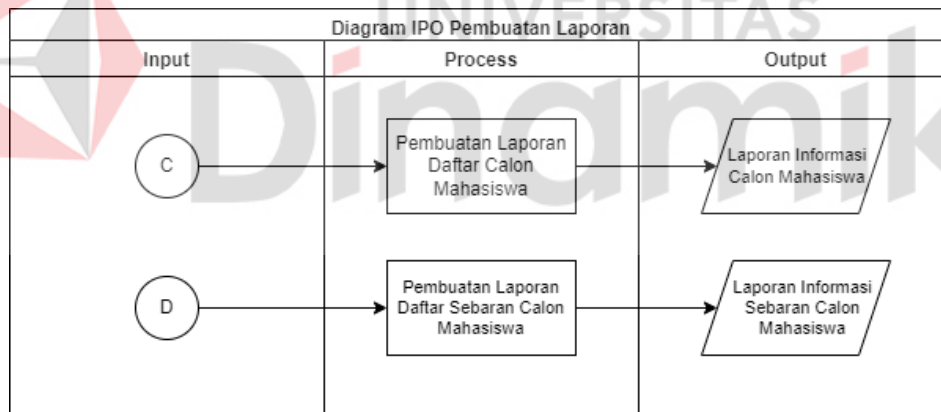 UNIVERSITAS
Dinamik
Diagram IPO Pembuatan Laporan
Input
Process
Output
C
Pembuatan Laporan
Daftar Calon
Mahasiswa
Laporan Informasi
Calon Mahasiswa
D
Pembuatan Laporan
Daftar Sebaran Calon
Mahasiswa
Laporan Informasi
Sebaran Calon
Mahasiswa